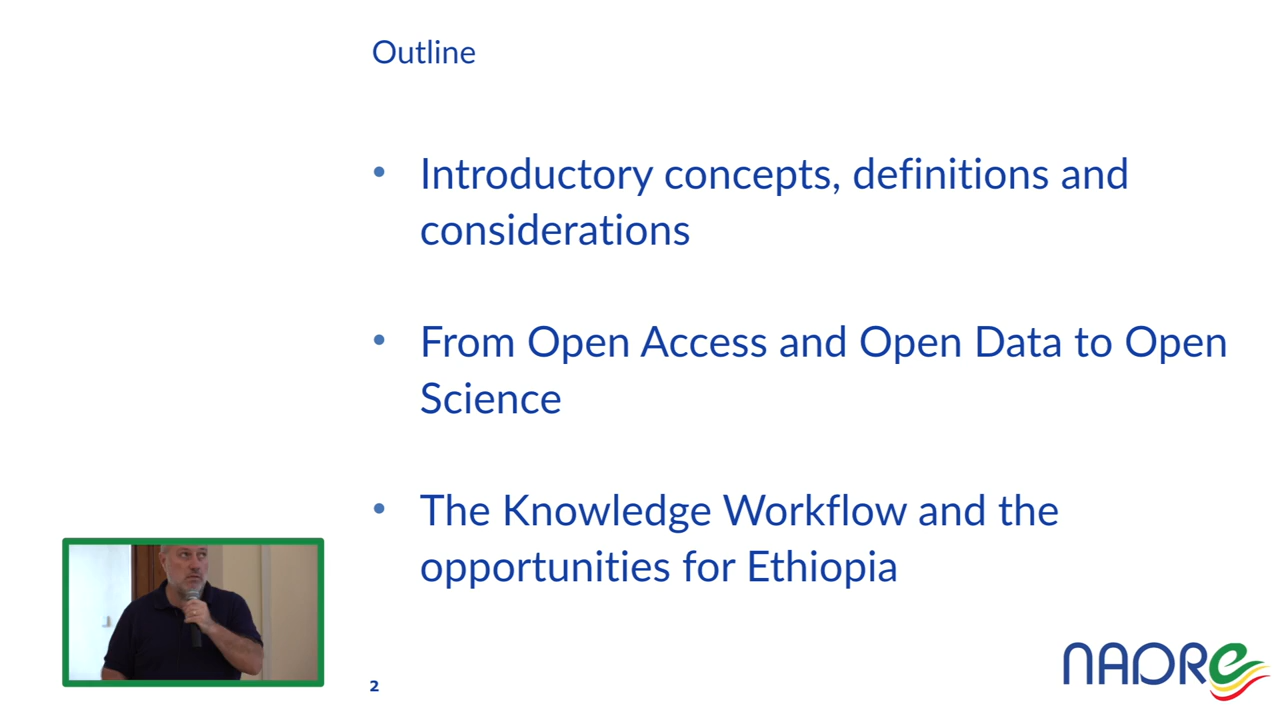 Outline
• Introductory concepts, definitions and
considerations
• From Open Access and Open Data to Open
Science
• The Knowledge Workflow and the
opportunities for Ethiopia
2
NADRe